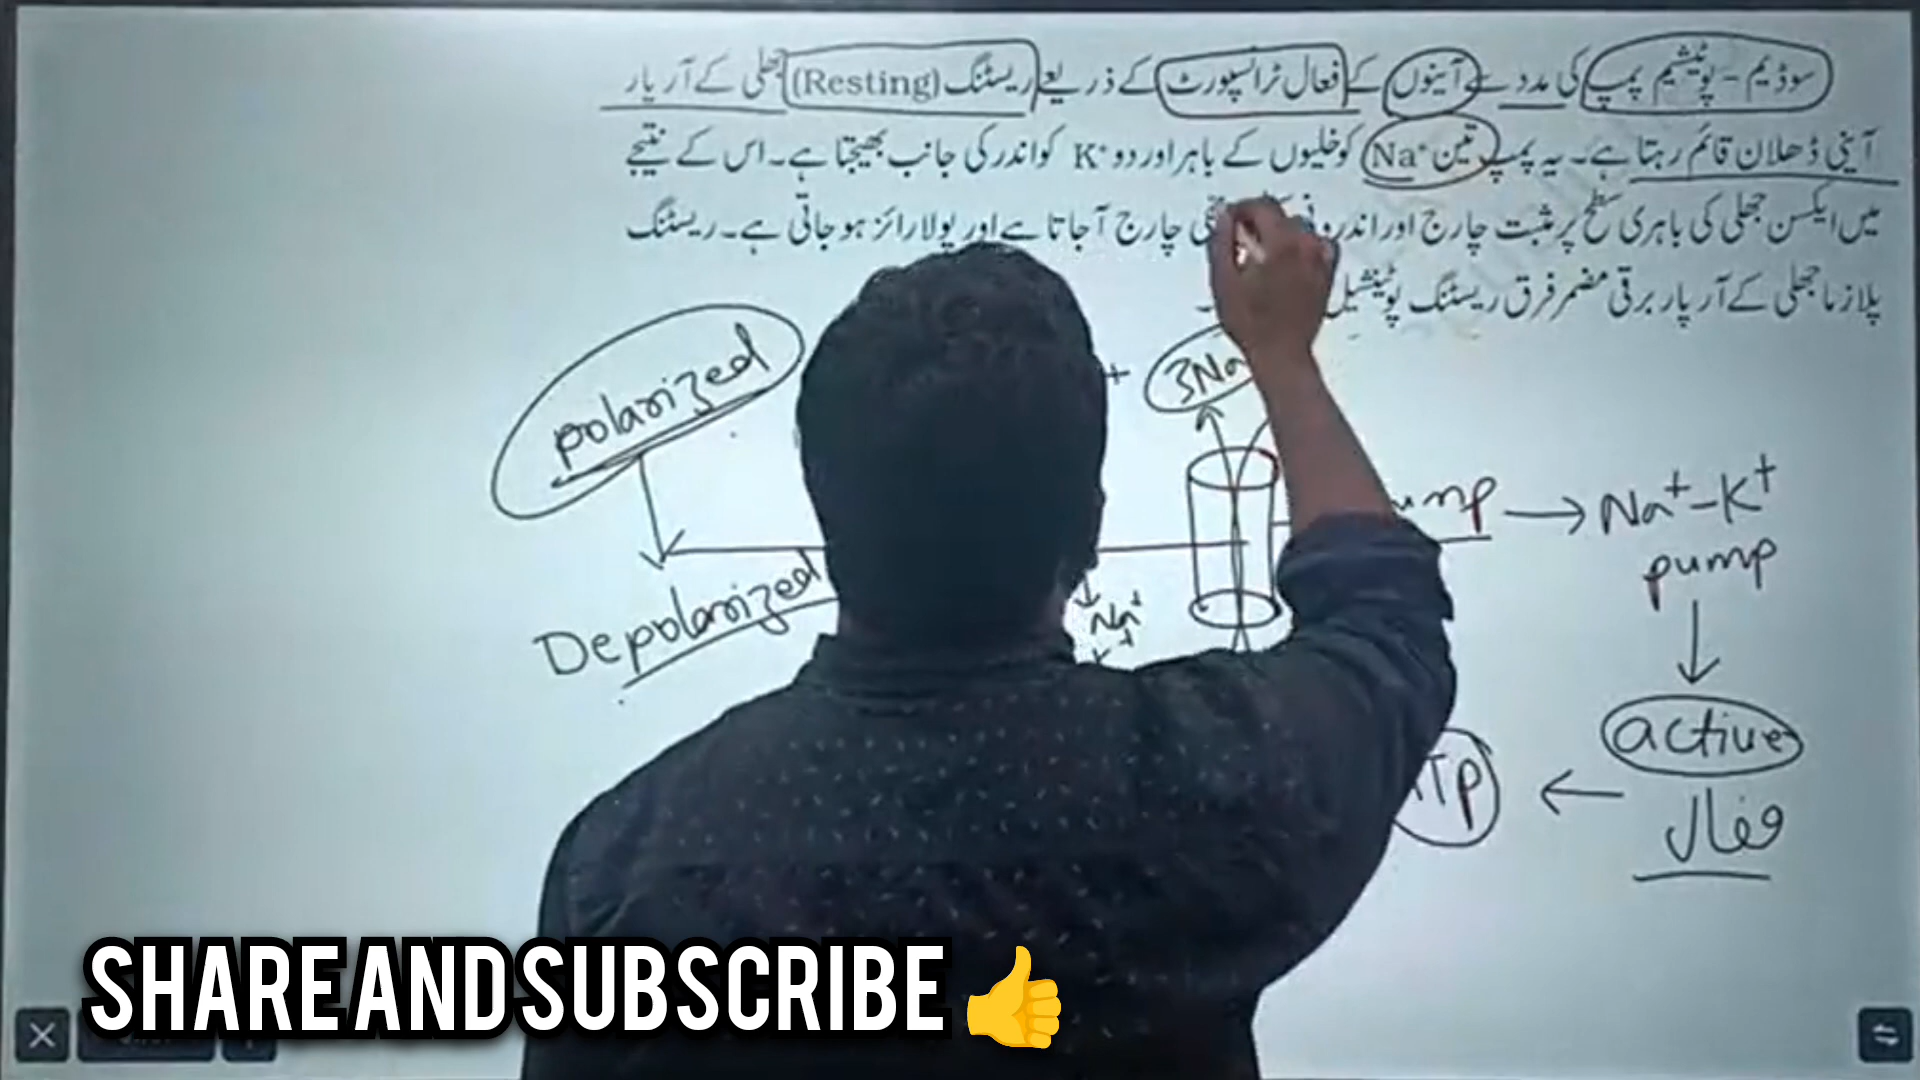 سوڈیم – پوٹیشیم پمپ کی مدد سے آینوں کے فعال ٹرانسپورٹ کے ذریعے ریسٹنگ (Resting) جھلی کے آر پار
آینی ڈھلان قائم رہتا ہے۔ یہ پمپ تین Na⁺ کو خلیوں کے باہر اور دو K⁺ کو اندر کی جانب بھیجتا ہے۔ اس کے نتیجے
میں ایکسن جھلی کی باہری سطح پر مثبت چارج اور چارج آجاتا ہے اور پولارائز ہو جاتی ہے۔ ریسٹنگ
پلازما جھلی کے آر پار برقی مضمر فرق ریسٹنگ پوٹینشیل
polarized
+
3Na
Na⁺-K⁺
pump
Depolarized
Na⁺
K⁺
active
فعال
SHARE AND SUBSCRIBE 👍